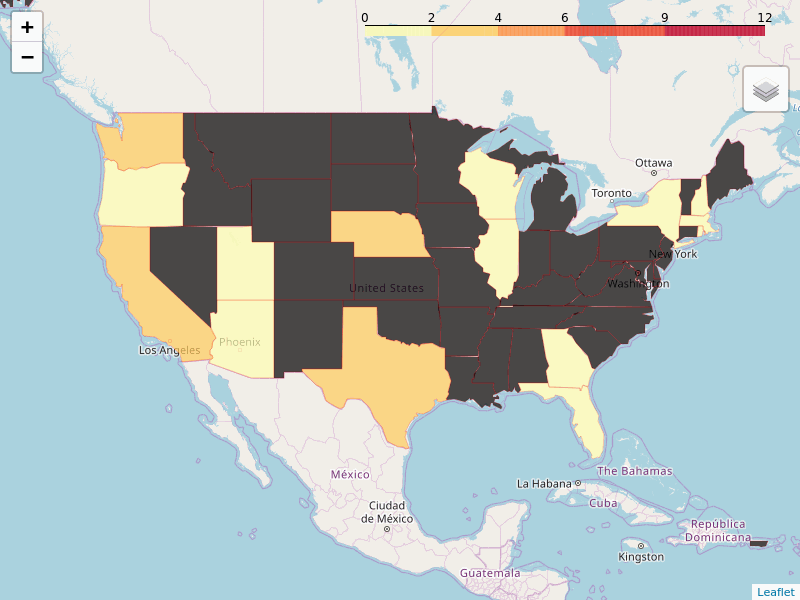 0 2 4 6 9 12
+
−
Ottawa
Toronto
New York
Washington
United States
Los Angeles
Phoenix
México
La Habana
The Bahamas
Cuba
Ciudad
de México
República
Dominicana
Kingston
Guatemala
Leaflet